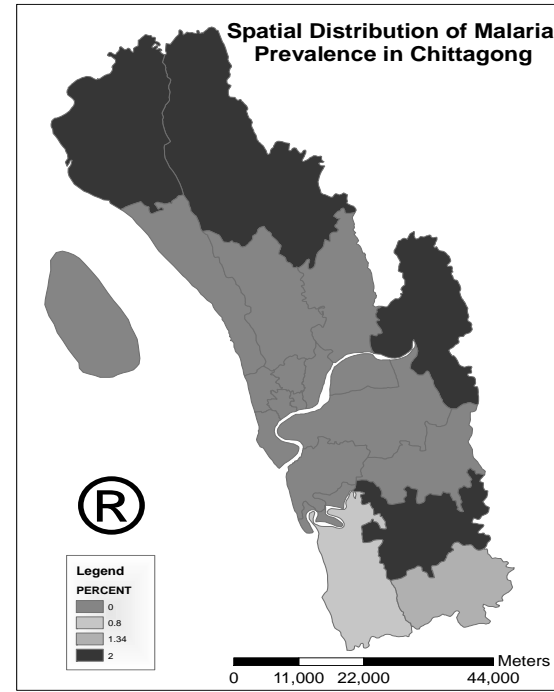 Spatial Distribution of Malaria
Prevalence in Chittagong
®
Legend
PERCENT
0
0.8
1.34
2
Meters
0 11,000 22,000 44,000